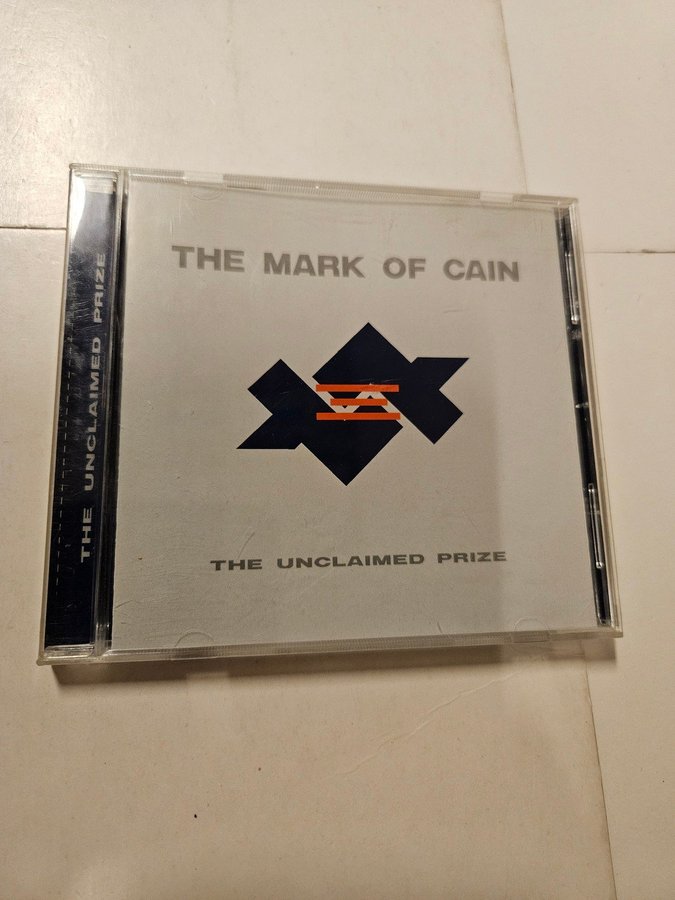 THE MARK OF CAIN
THE UNCLAIMED PRIZE
THE UNCLAIMED PRIZE